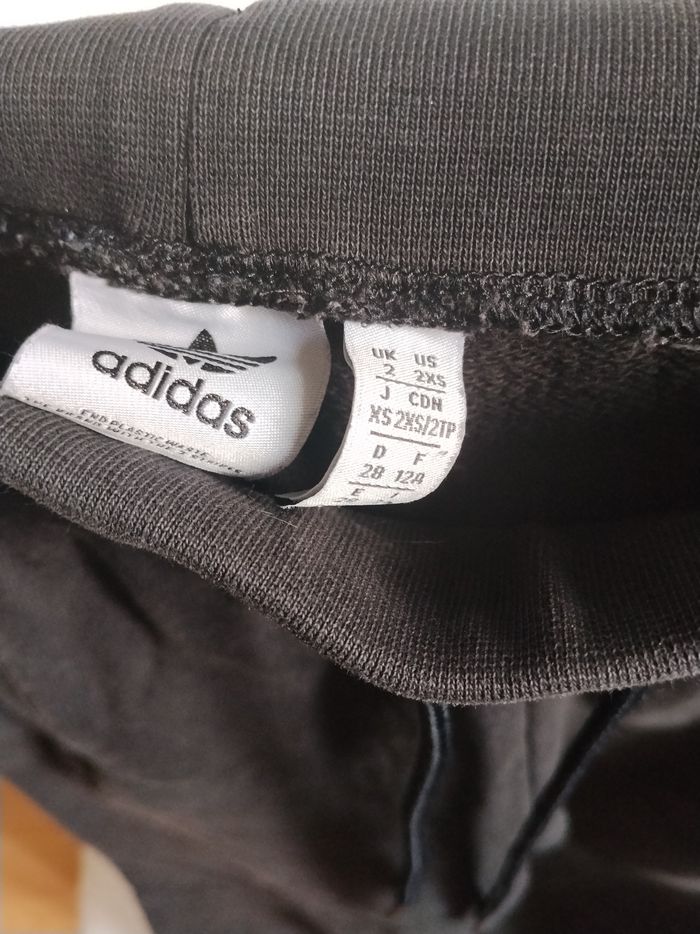 adidas
END PLASTIC WASTE
UK US
2 2XS
J CDN
XS 2XS/2TP
D F
28 12A
E I